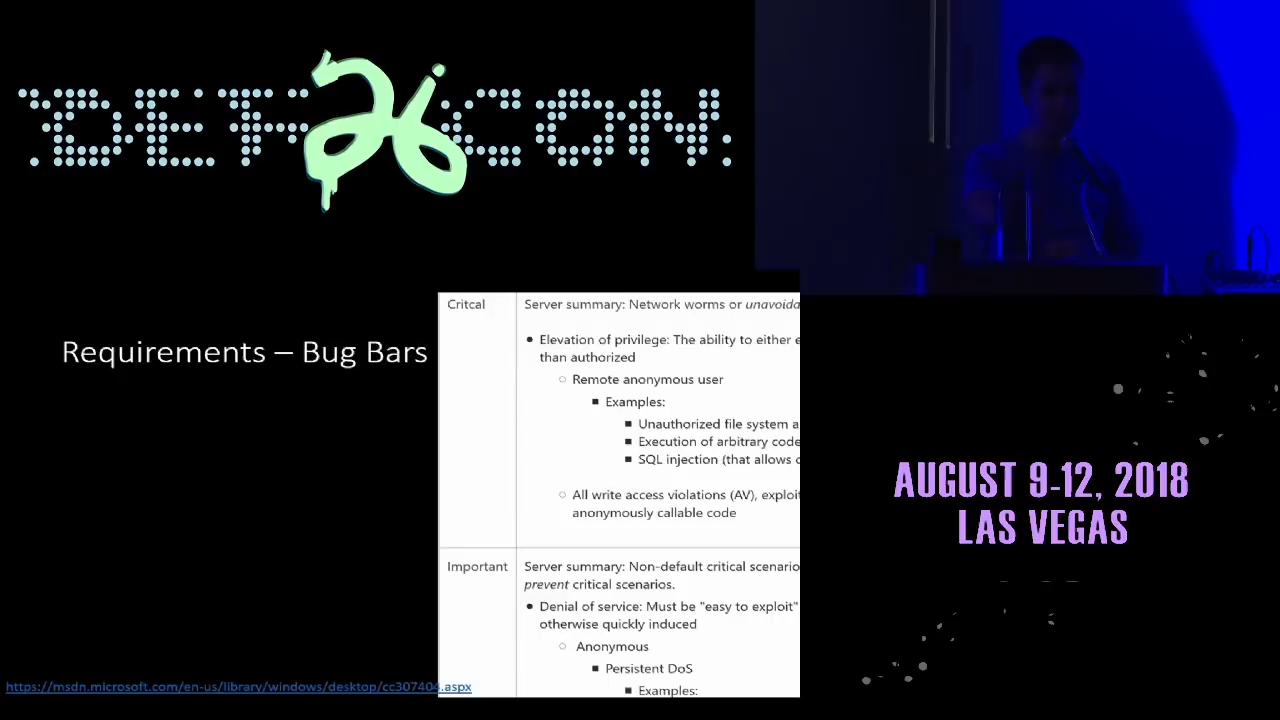 DEF 26 CON
Requirements – Bug Bars
Critcal
Server summary: Network worms or unavoida
Elevation of privilege: The ability to either e
than authorized
Remote anonymous user
Examples:
Unauthorized file system a
Execution of arbitrary code
SQL injection (that allows
All write access violations (AV), exploit
anonymously callable code
Important
Server summary: Non-default critical scenario
prevent critical scenarios.
Denial of service: Must be "easy to exploit"
otherwise quickly induced
Anonymous
Persistent DoS
Examples:
https://msdn.microsoft.com/en-us/library/windows/desktop/cc307404.aspx
AUGUST 9-12, 2018
LAS VEGAS